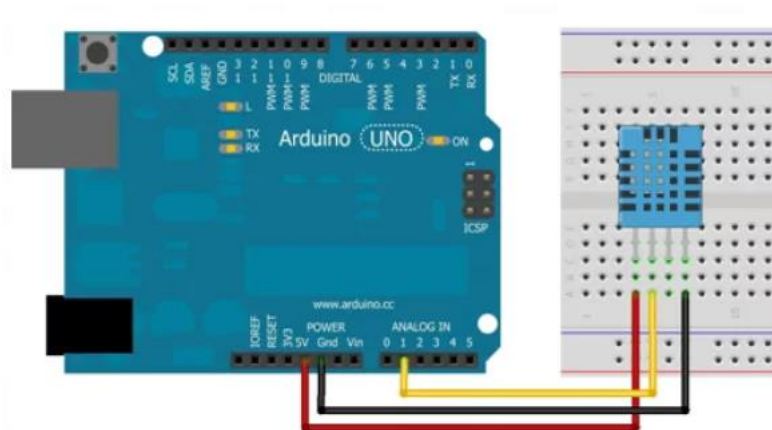 SCL
SDA
AREF
GND
13
12
PWM 11
PWM 10
PWM 9
8
7
PWM 6
PWM 5
4
PWM 3
2
TX 1
RX 0
DIGITAL
L
TX
RX
Arduino UNO
ON
1
ICSP
www.arduino.cc
POWER
ANALOG IN
IOREF
RESET
3V3
5V
Gnd
Vin
0
1
2
3
4
5